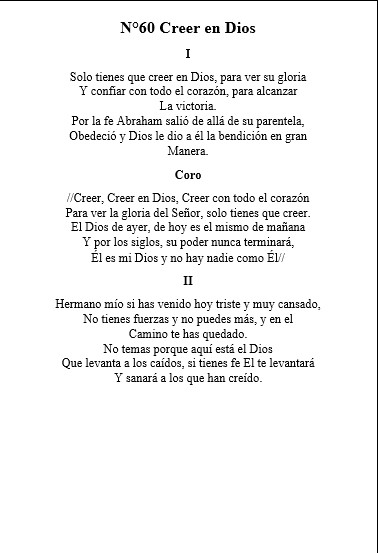 N°60 Creer en Dios
I
Solo tienes que creer en Dios, para ver su gloria
Y confiar con todo el corazón, para alcanzar
La victoria.
Por la fe Abraham salió de allá de su parentela,
Obedeció y Dios le dio a él la bendición en gran
Manera.
Coro
//Creer, Creer en Dios, Creer con todo el corazón
Para ver la gloria del Señor, solo tienes que creer.
El Dios de ayer, de hoy es el mismo de mañana
Y por los siglos, su poder nunca terminará,
Él es mi Dios y no hay nadie como Él//
II
Hermano mío si has venido hoy triste y muy cansado,
No tienes fuerzas y no puedes más, y en el
Camino te has quedado.
No temas porque aquí está el Dios
Que levanta a los caídos, si tienes fe El te levantará
Y sanará a los que han creído.